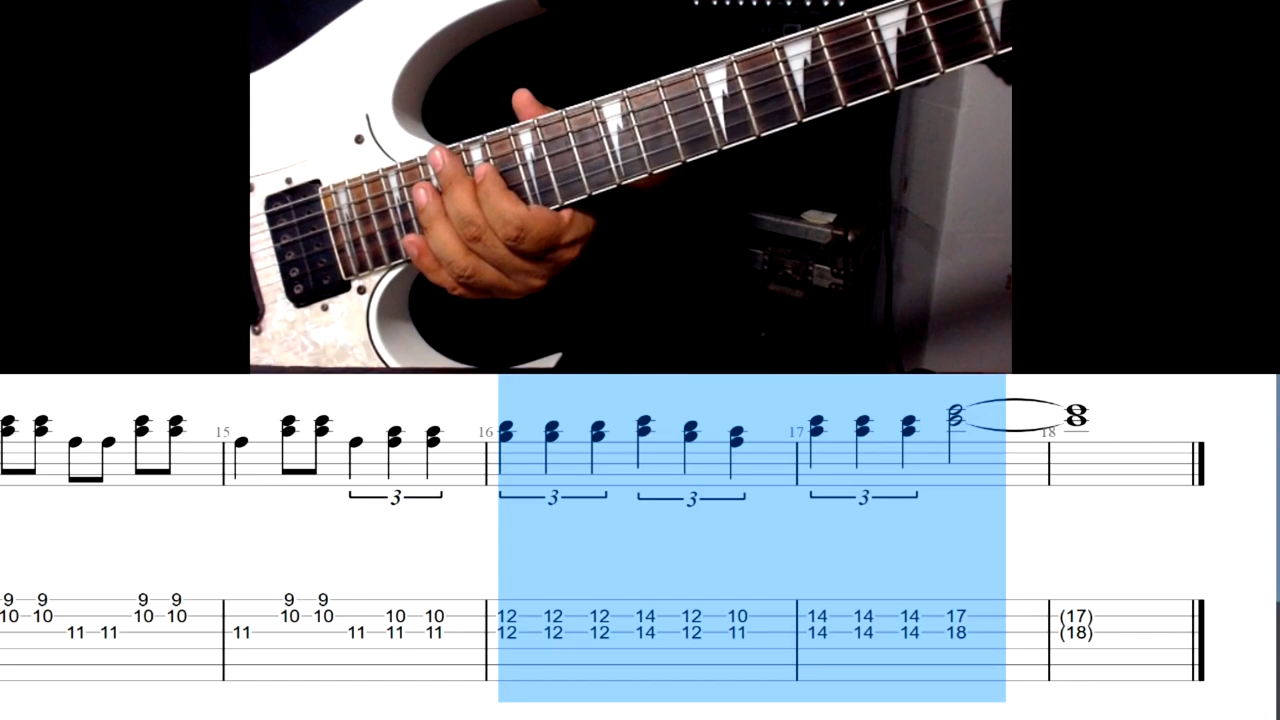 15 16 17 18
3 3 3 3
9 9 9 9 9 9
10 10 10 10 10 10 10 10 12 12 12 14 12 10 14 14 14 17 (17)
11 11 11 11 11 11 12 12 12 14 12 11 14 14 14 18 (18)